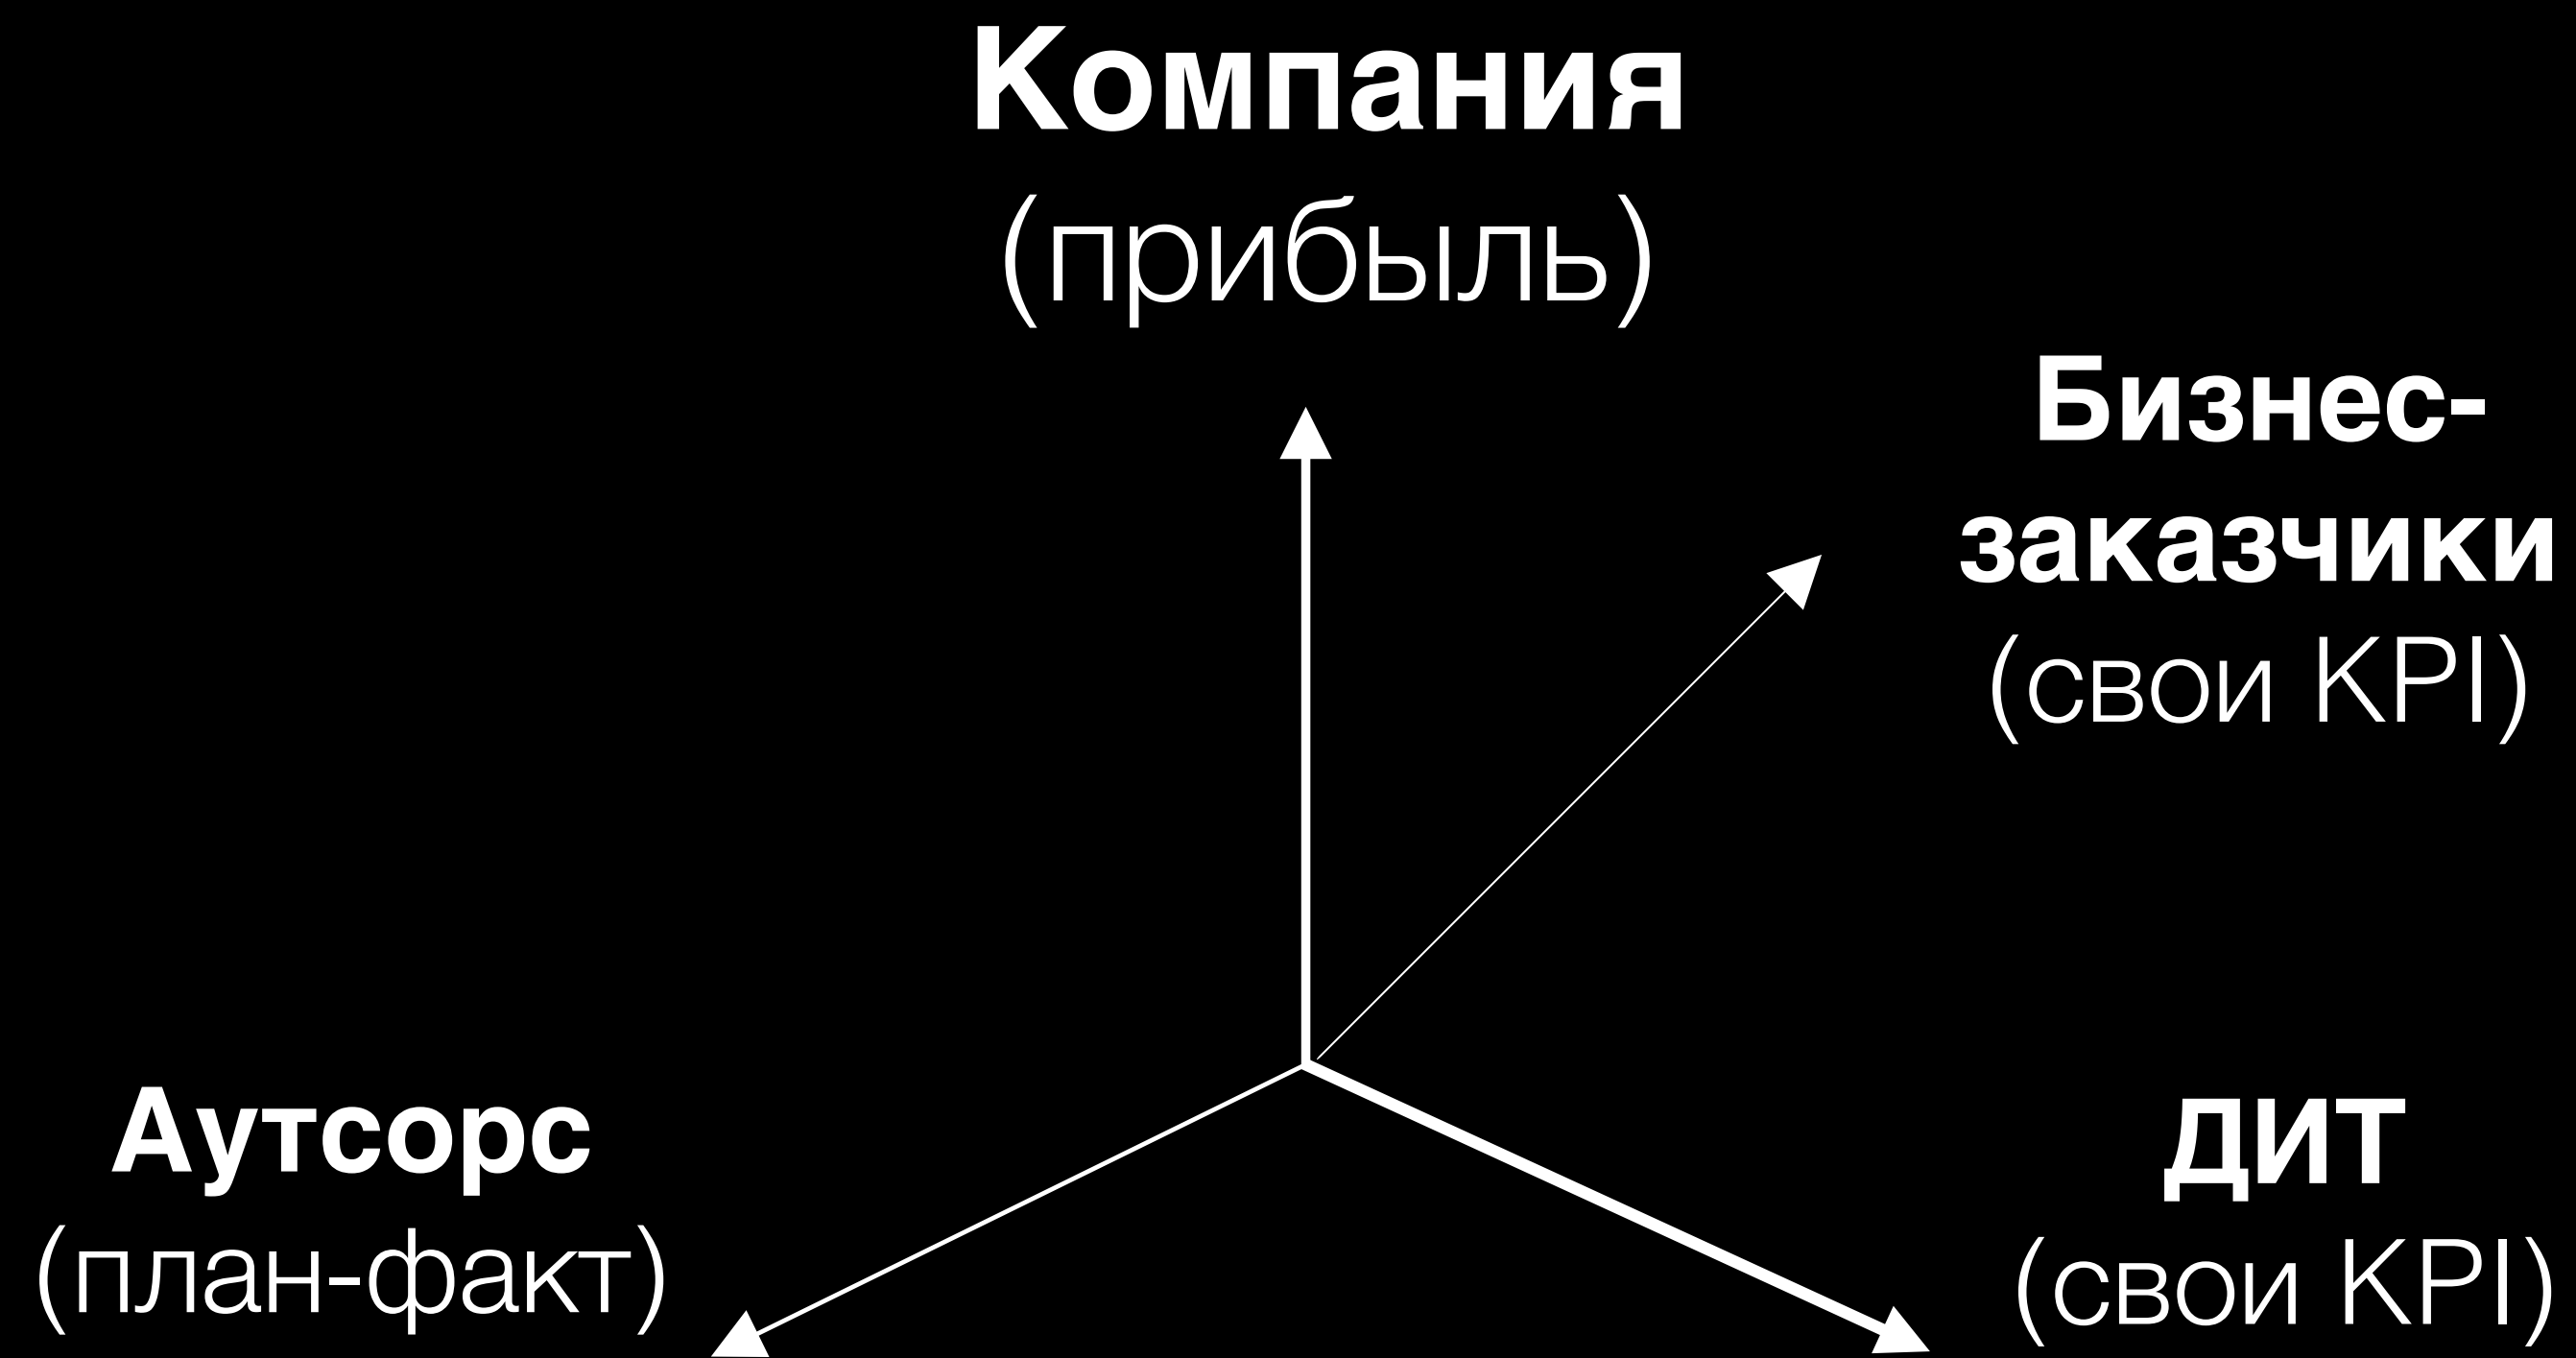 Компания
(прибыль)
Бизнес-
заказчики
(свои KPI)
Аутсорс
(план-факт)
ДИТ
(свои KPI)